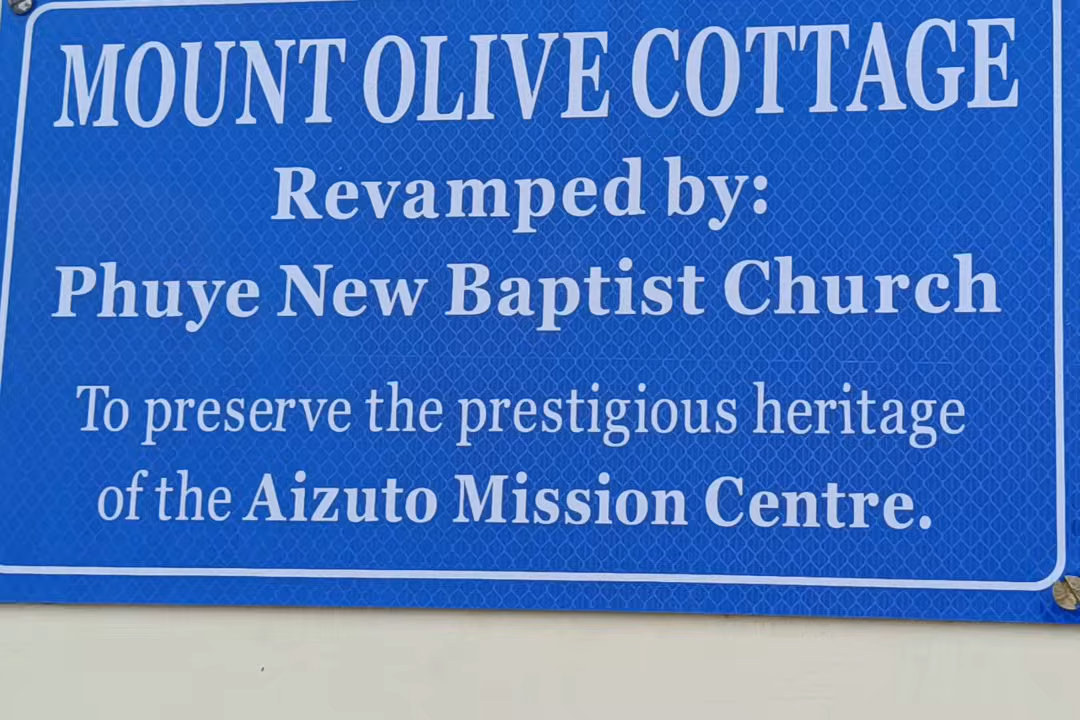 MOUNT OLIVE COTTAGE
Revamped by:
Phuye New Baptist Church
To preserve the prestigious heritage
of the Aizuto Mission Centre.